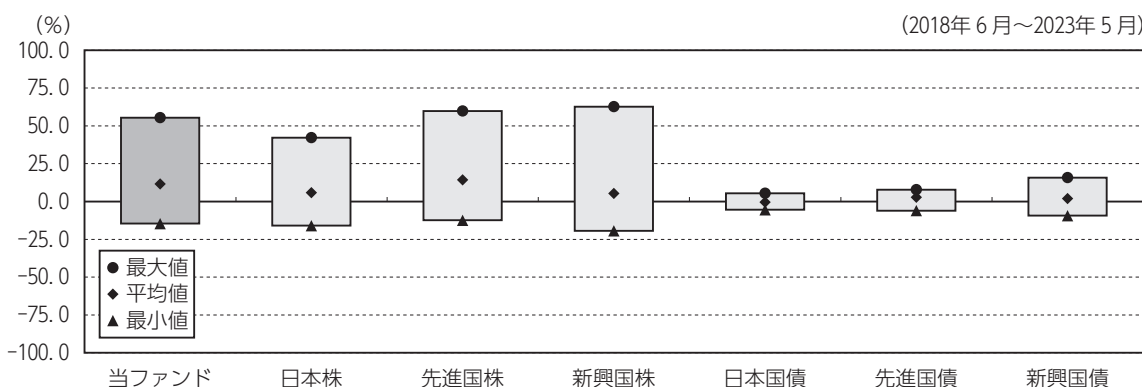 (%)
(2018年6月~2023年5月)
100.0
75.0
50.0
25.0
0.0
-25.0
-50.0
-75.0
-100.0
● 最大値
◆ 平均値
▲ 最小値
当ファンド 日本株 先進国株 新興国株 日本国債 先進国債 新興国債